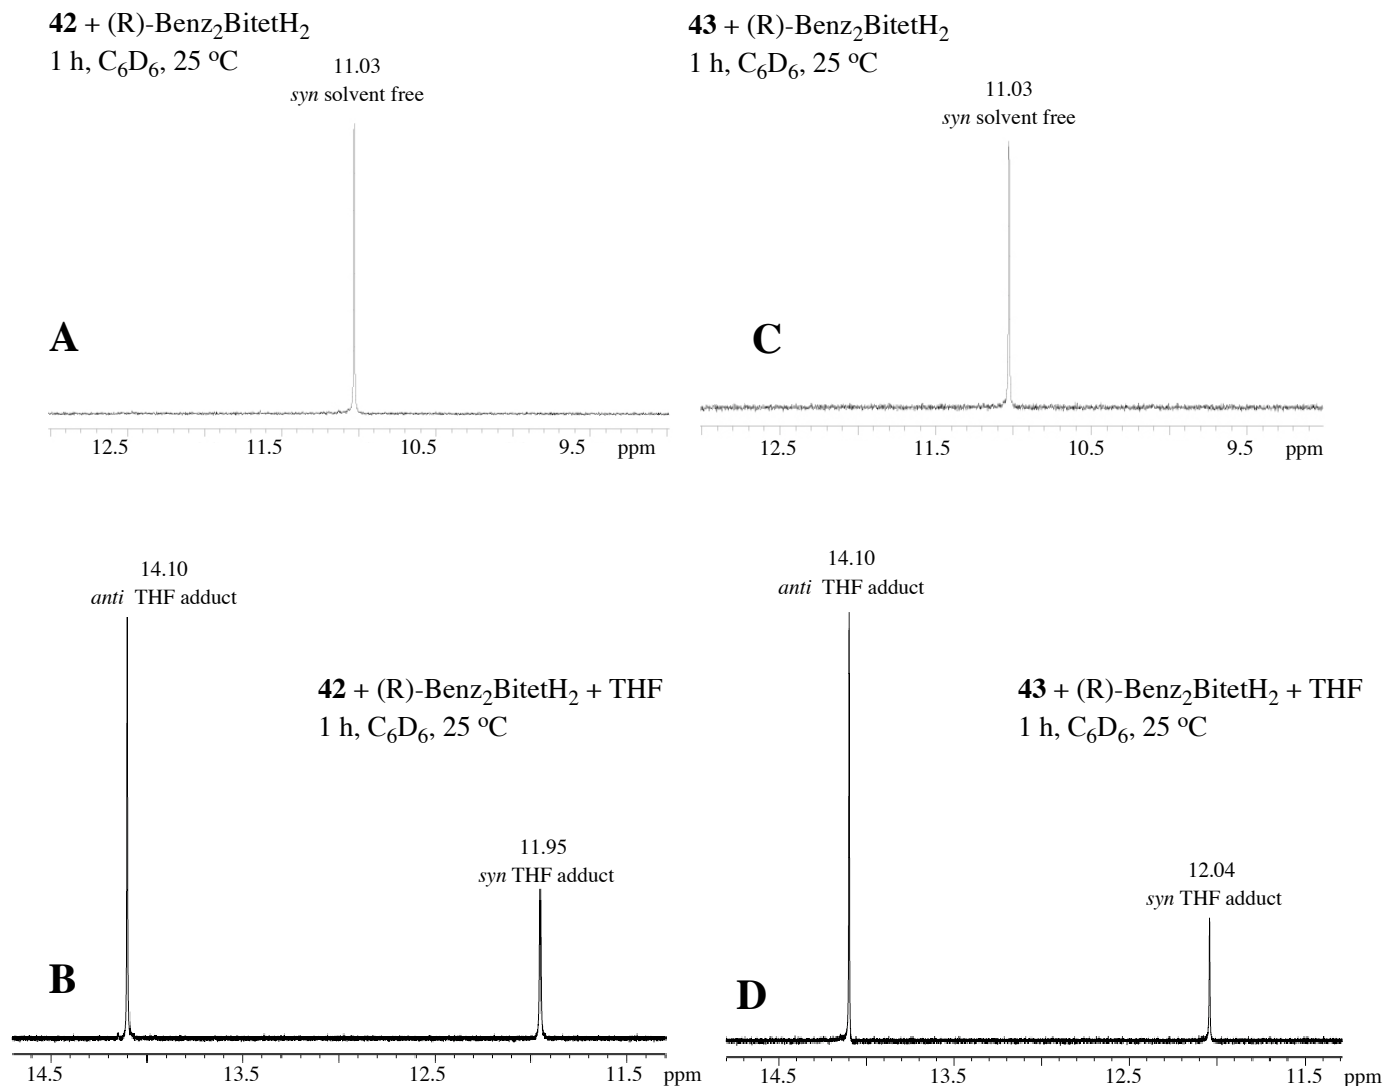 42 + (R)-Benz₂BitetH₂
1 h, C₆D₆, 25 ºC
11.03
syn solvent free
A
12.5 11.5 10.5 9.5 ppm
43 + (R)-Benz₂BitetH₂
1 h, C₆D₆, 25 ºC
11.03
syn solvent free
C
12.5 11.5 10.5 9.5 ppm
14.10
anti THF adduct
42 + (R)-Benz₂BitetH₂ + THF
1 h, C₆D₆, 25 ºC
11.95
syn THF adduct
B
14.5 13.5 12.5 11.5 ppm
14.10
anti THF adduct
43 + (R)-Benz₂BitetH₂ + THF
1 h, C₆D₆, 25 ºC
12.04
syn THF adduct
D
14.5 13.5 12.5 11.5 ppm